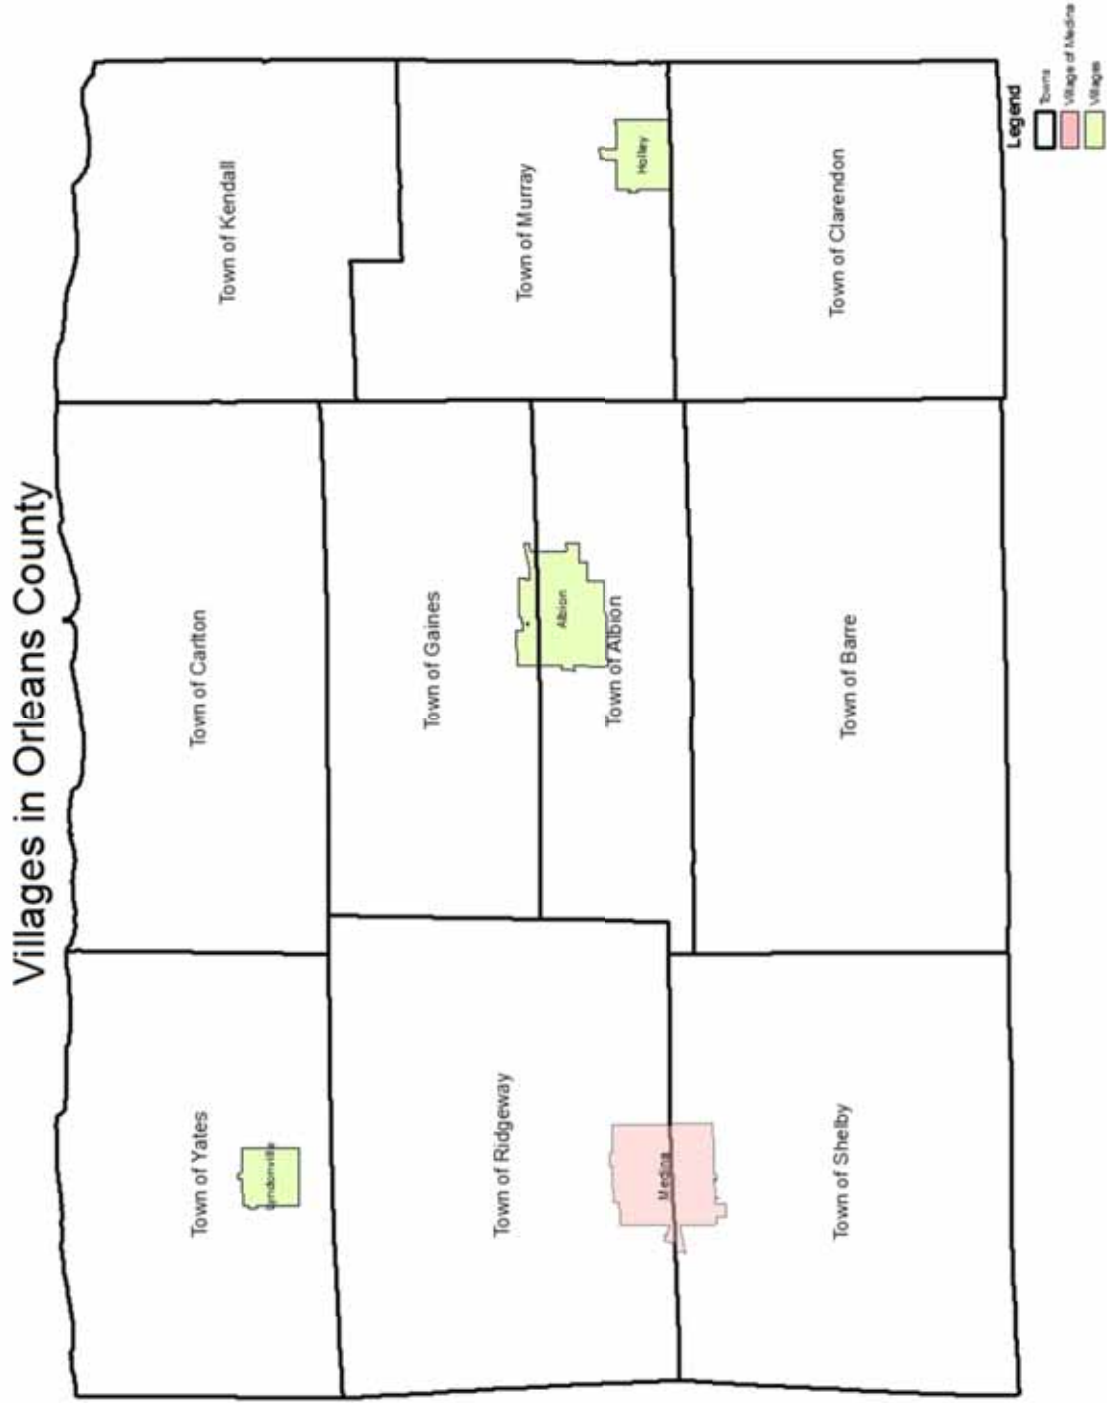 Villages in Orleans County
Town of Yates
Lyndonville
Town of Carlton
Town of Kendall
Town of Ridgeway
Medina
Town of Gaines
Albion
Town of Albion
Town of Murray
Holley
Town of Shelby
Town of Barre
Town of Clarendon
Legend
Towns
Village of Medina
Villages